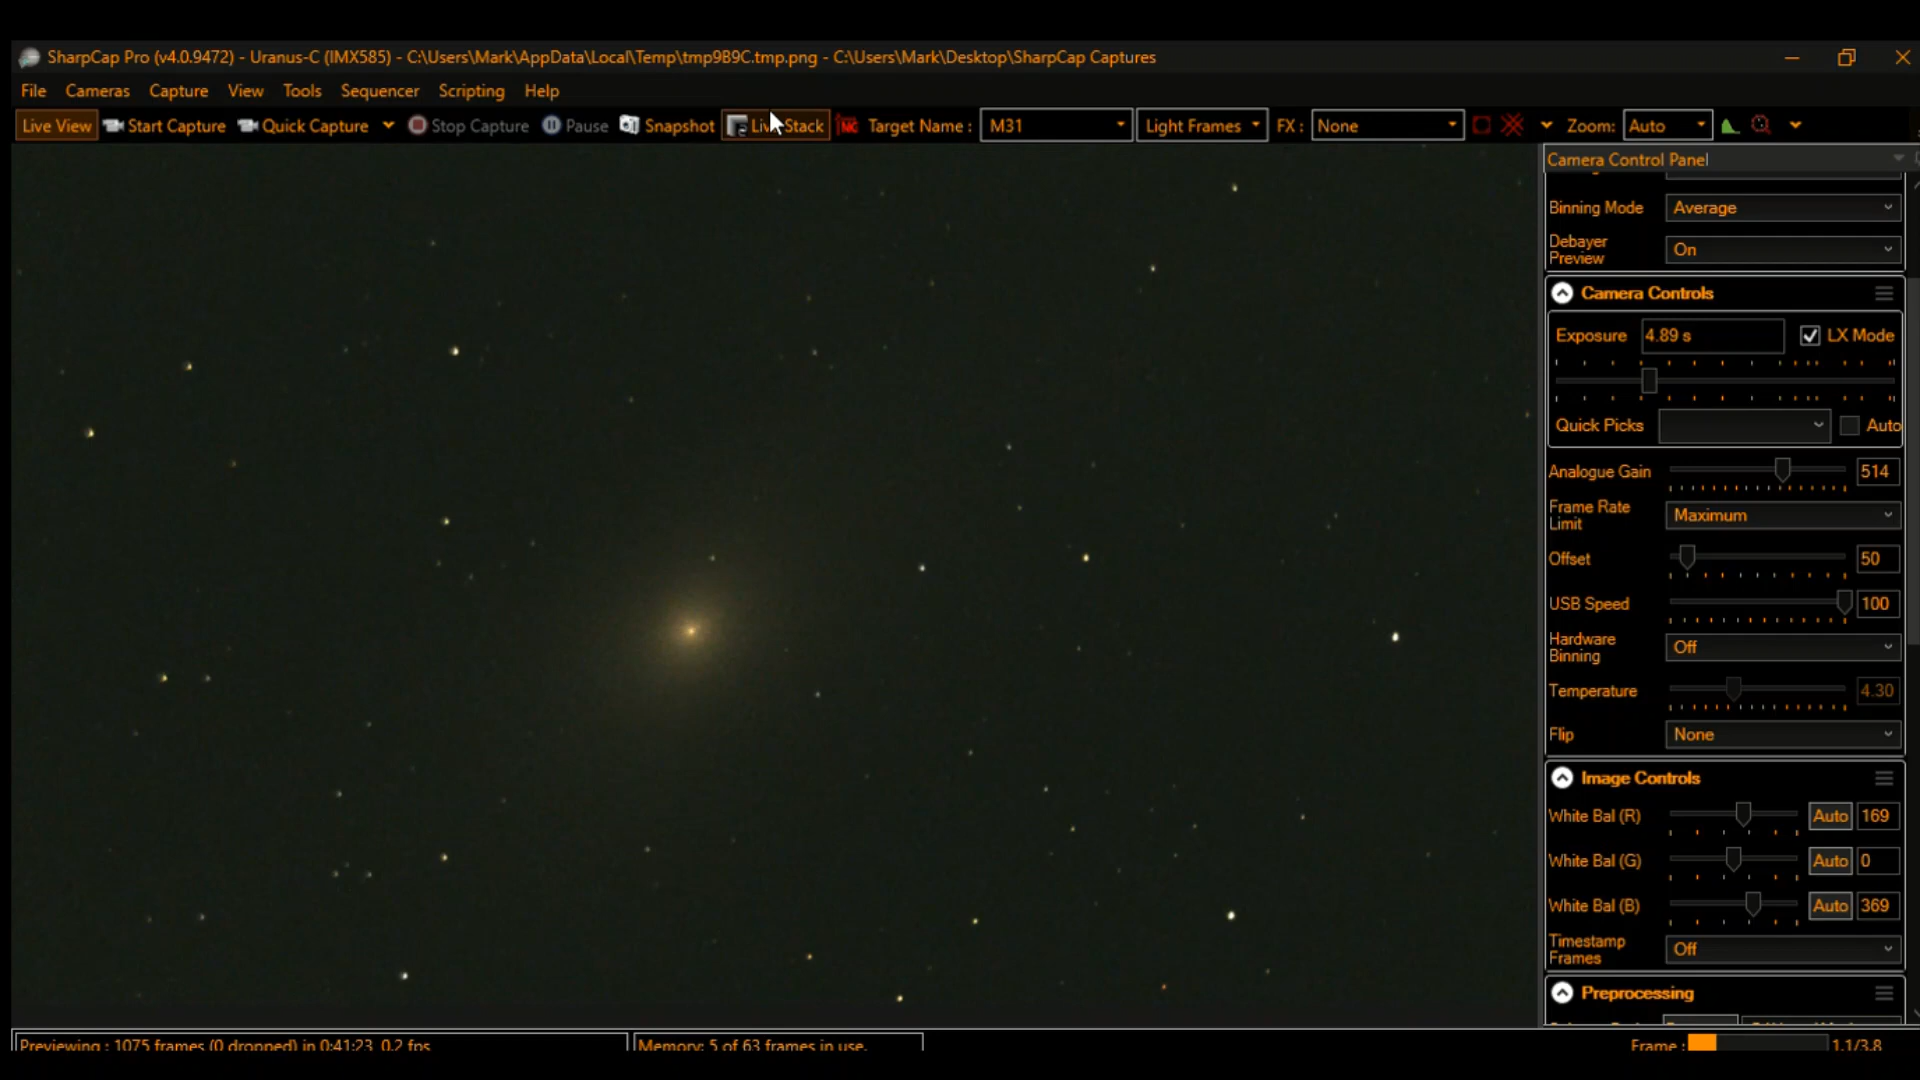 SharpCap Pro (v4.0.9472) - Uranus-C (IMX585) - C:\Users\Mark\AppData\Local\Temp\tmp9B9C.tmp.png - C:\Users\Mark\Desktop\SharpCap Captures
File Cameras Capture View Tools Sequencer Scripting Help
Live View Start Capture Quick Capture Stop Capture Pause Snapshot Live Stack NC Target Name : M31 Light Frames FX : None Zoom: Auto
Camera Control Panel
Binning Mode Average
Debayer Preview On
Camera Controls
Exposure 4.89 s LX Mode
Quick Picks Auto
Analogue Gain 514
Frame Rate Limit Maximum
Offset 50
USB Speed 100
Hardware Binning Off
Temperature 4.30
Flip None
Image Controls
White Bal (R) Auto 169
White Bal (G) Auto 0
White Bal (B) Auto 369
Timestamp Frames Off
Preprocessing
Previewing : 1075 frames (0 dropped) in 0:41:23, 0.2 fps Memory: 5 of 63 frames in use. Frame : 1.1/3.8